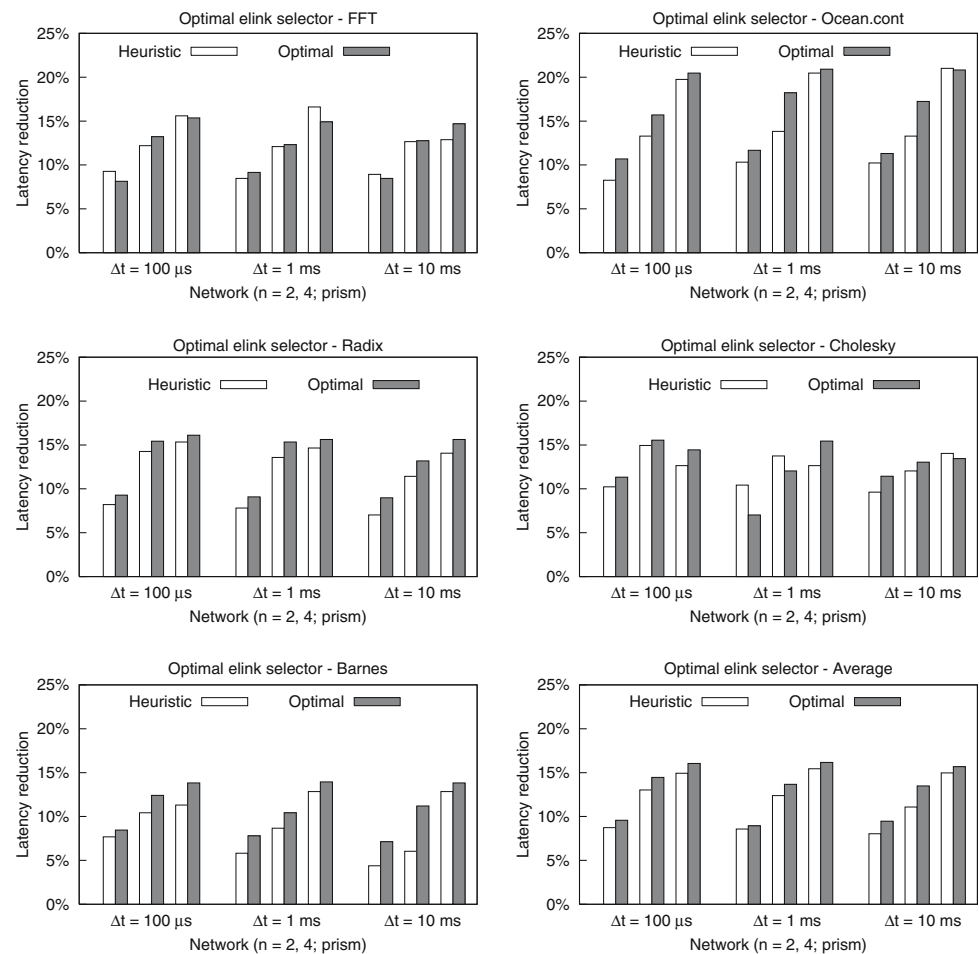 Optimal elink selector - FFT
Heuristic Optimal
25%
20%
15%
10%
5%
0%
Latency reduction
Δt = 100 μs Δt = 1 ms Δt = 10 ms
Network (n = 2, 4; prism)
Optimal elink selector - Ocean.cont
Heuristic Optimal
25%
20%
15%
10%
5%
0%
Latency reduction
Δt = 100 μs Δt = 1 ms Δt = 10 ms
Network (n = 2, 4; prism)
Optimal elink selector - Radix
Heuristic Optimal
25%
20%
15%
10%
5%
0%
Latency reduction
Δt = 100 μs Δt = 1 ms Δt = 10 ms
Network (n = 2, 4; prism)
Optimal elink selector - Cholesky
Heuristic Optimal
25%
20%
15%
10%
5%
0%
Latency reduction
Δt = 100 μs Δt = 1 ms Δt = 10 ms
Network (n = 2, 4; prism)
Optimal elink selector - Barnes
Heuristic Optimal
25%
20%
15%
10%
5%
0%
Latency reduction
Δt = 100 μs Δt = 1 ms Δt = 10 ms
Network (n = 2, 4; prism)
Optimal elink selector - Average
Heuristic Optimal
25%
20%
15%
10%
5%
0%
Latency reduction
Δt = 100 μs Δt = 1 ms Δt = 10 ms
Network (n = 2, 4; prism)